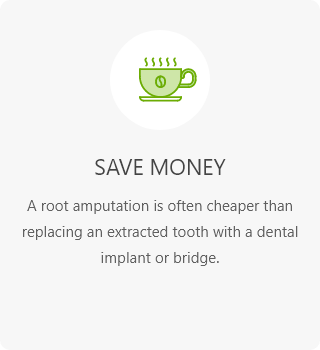 SAVE MONEY
A root amputation is often cheaper than
replacing an extracted tooth with a dental
implant or bridge.